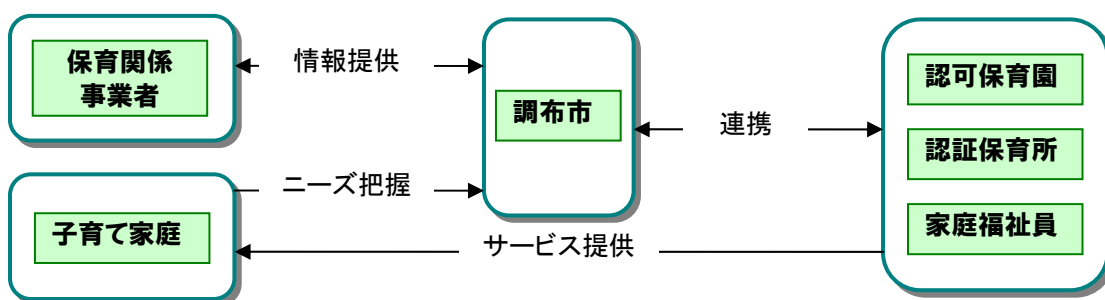 保育関係
事業者
情報提供
調布市
連携
認可保育園
認証保育所
家庭福祉員
ニーズ把握
子育て家庭
サービス提供